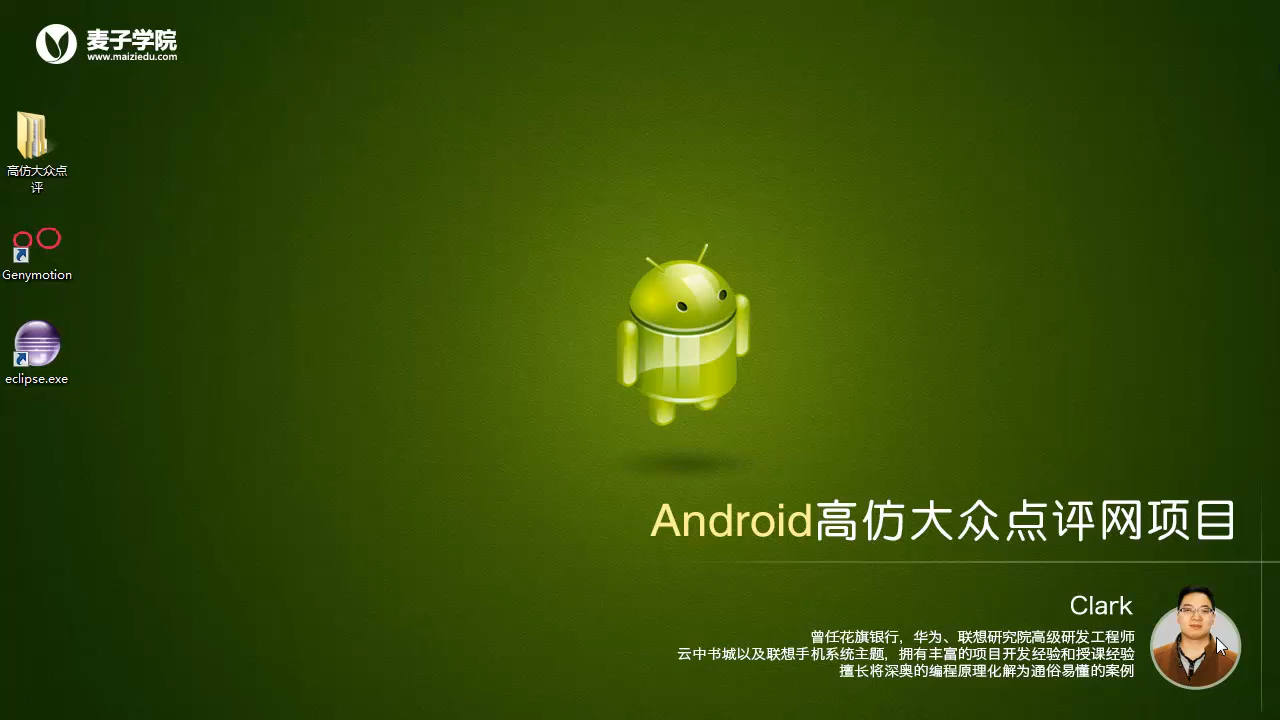 麦子学院
www.maiziedu.com
高仿大众点
评
Genymotion
eclipse.exe
Android高仿大众点评网项目
Clark
曾任花旗银行，华为、联想研究院高级研发工程师
云中书城以及联想手机系统主题，拥有丰富的项目开发经验和授课经验
擅长将深奥的编程原理化解为通俗易懂的案例